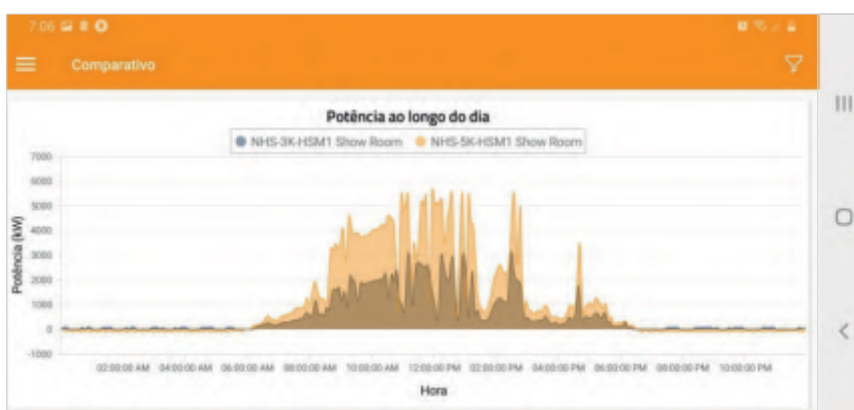 7:06
Comparativo
Potência ao longo do dia
NHS-3K-HSM1 Show Room NHS-5K-HSM1 Show Room
7000
6000
5000
4000
3000
2000
1000
0
-1000
Potência (kW)
02:00:00 AM 04:00:00 AM 06:00:00 AM 08:00:00 AM 10:00:00 AM 12:00:00 PM 02:00:00 PM 04:00:00 PM 06:00:00 PM 08:00:00 PM 10:00:00 PM
Hora